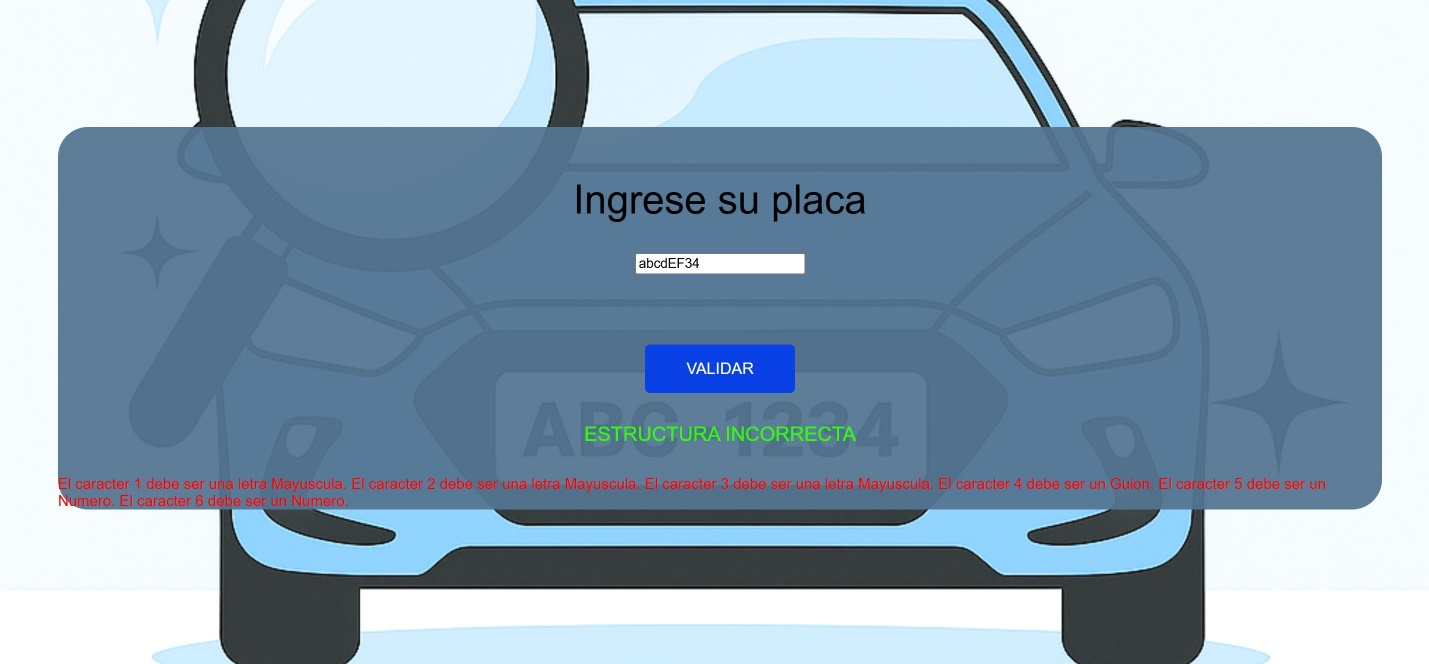 Ingrese su placa
abcdEF34
VALIDAR
ABC 1234
ESTRUCTURA INCORRECTA
El caracter 1 debe ser una letra Mayuscula. El caracter 2 debe ser una letra Mayuscula. El caracter 3 debe ser una letra Mayuscula. El caracter 4 debe ser un Guion. El caracter 5 debe ser un
Numero. El caracter 6 debe ser un Numero.